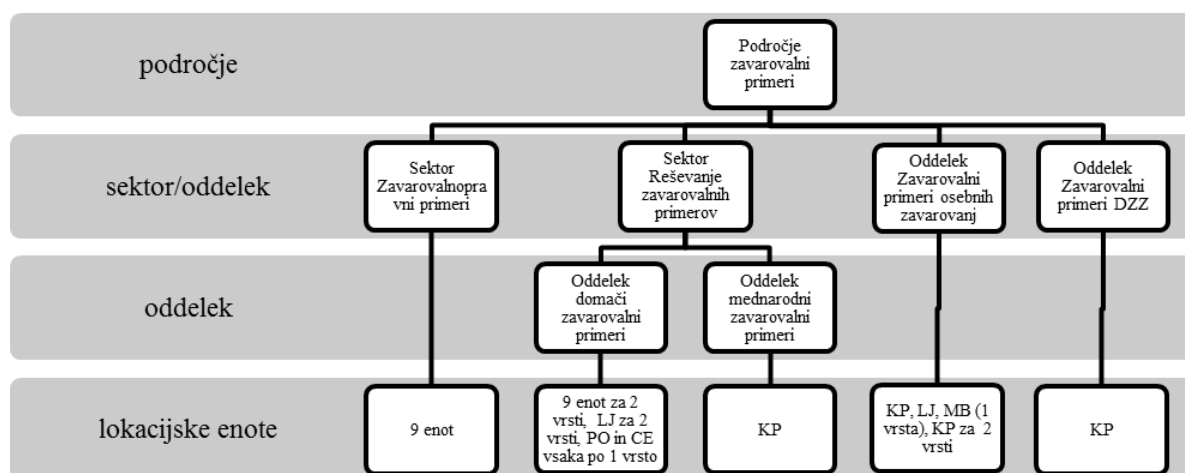 področje
Področje
zavarovalni
primeri
sektor/oddelek
Sektor
Zavarovalnopra
vni primeri
Sektor
Reševanje
zavarovalnih
primerov
Oddelek
Zavarovalni
primeri osebnih
zavarovanj
Oddelek
Zavarovalni
primeri DZZ
oddelek
Oddelek
domači
zavarovalni
primeri
Oddelek
mednarodni
zavarovalni
primeri
lokacijske enote
9 enot
9 enot za 2
vrsti, LJ za 2
vrsti, PO in CE
vsaka po 1 vrsto
KP
KP, LJ, MB (1
vrsta), KP za 2
vrsti
KP